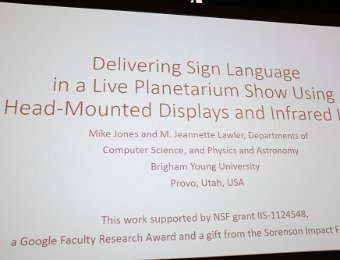 Delivering Sign Language
in a Live Planetarium Show Using
Head-Mounted Displays and Infrared
Mike Jones and M. Jeannette Lawler, Departments of
Computer Science, and Physics and Astronomy
Brigham Young University
Provo, Utah, USA
This work supported by NSF grant IIS-1124548,
a Google Faculty Research Award and a gift from the Sorenson Impact